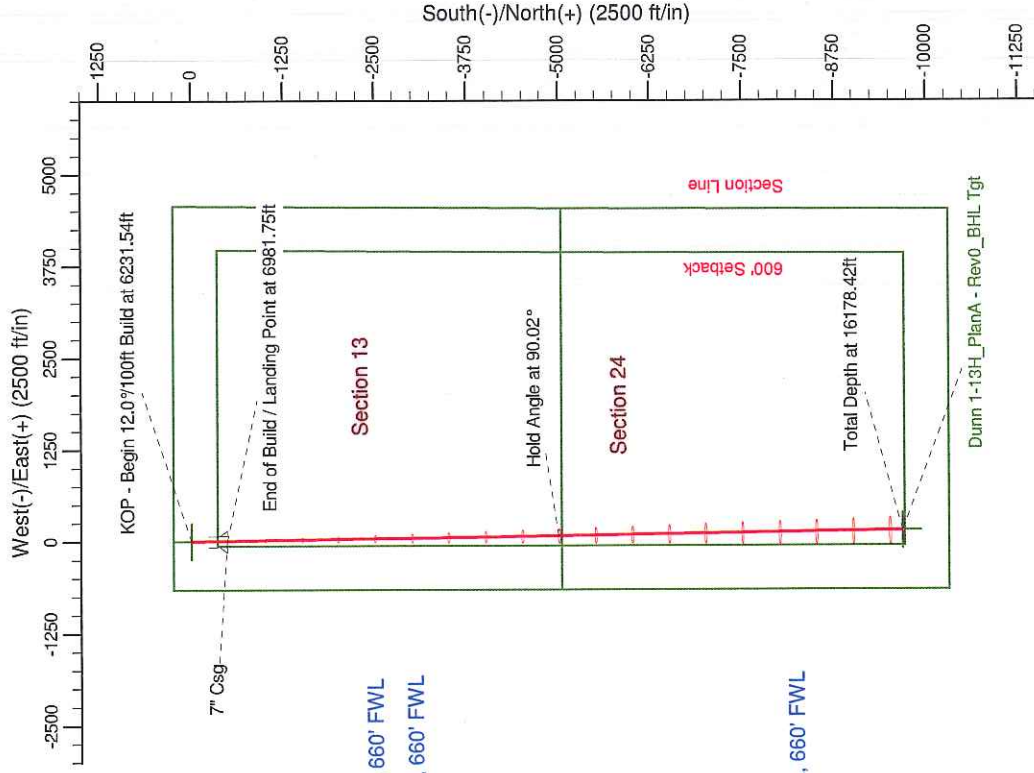 South(-)/North(+) (2500 ft/in)
1250
0
-1250
-2500
-3750
-5000
-6250
-7500
-8750
-10000
-11250
West(-)/East(+) (2500 ft/in)
5000
3750
2500
1250
0
-1250
-2500
KOP - Begin 12.0°/100ft Build at 6231.54ft
End of Build / Landing Point at 6981.75ft
7" Csg
Section 13
Section Line
600' Setback
Hold Angle at 90.02°
Section 24
Total Depth at 16178.42ft
Dunn 1-13H_PlanA - Rev0_BHL Tgt
660' FWL
, 660' FWL
, 660' FWL